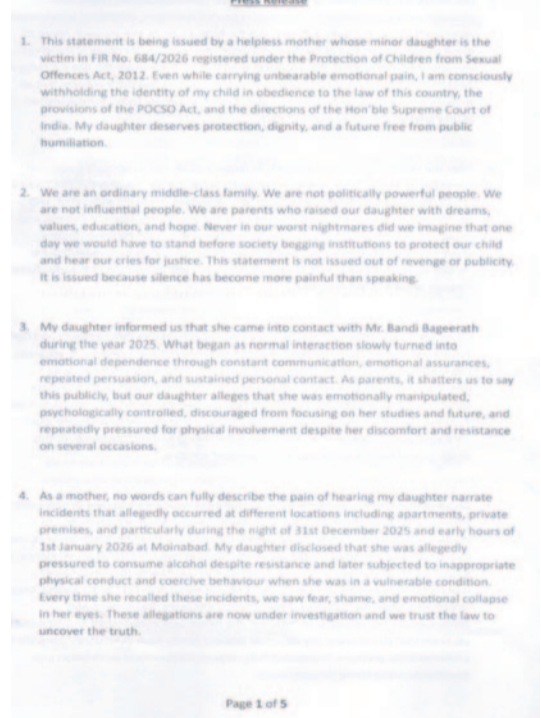 Press Release
1. This statement is being issued by a helpless mother whose minor daughter is the
victim in FIR No. 684/2026 registered under the Protection of Children from Sexual
Offences Act, 2012. Even while carrying unbearable emotional pain, I am consciously
withholding the identity of my child in obedience to the law of this country, the
provisions of the POCSO Act, and the directions of the Hon'ble Supreme Court of
India. My daughter deserves protection, dignity, and a future free from public
humiliation.
2. We are an ordinary middle-class family. We are not politically powerful people. We
are not influential people. We are parents who raised our daughter with dreams,
values, education, and hope. Never in our worst nightmares did we imagine that one
day we would have to stand before society begging institutions to protect our child
and hear our cries for justice. This statement is not issued out of revenge or publicity.
It is issued because silence has become more painful than speaking.
3. My daughter informed us that she came into contact with Mr. Bandi Bageerath
during the year 2025. What began as normal interaction slowly turned into
emotional dependence through constant communication, emotional assurances,
repeated persuasion, and sustained personal contact. As parents, it shatters us to say
this publicly, but our daughter alleges that she was emotionally manipulated,
psychologically controlled, discouraged from focusing on her studies and future, and
repeatedly pressured for physical involvement despite her discomfort and resistance
on several occasions.
4. As a mother, no words can fully describe the pain of hearing my daughter narrate
incidents that allegedly occurred at different locations including apartments, private
premises, and particularly during the night of 31st December 2025 and early hours of
1st January 2026 at Moinabad. My daughter disclosed that she was allegedly
pressured to consume alcohol despite resistance and later subjected to inappropriate
physical conduct and coercive behaviour when she was in a vulnerable condition.
Every time she recalled these incidents, we saw fear, shame, and emotional collapse
in her eyes. These allegations are now under investigation and we trust the law to
uncover the truth.
Page 1 of 5